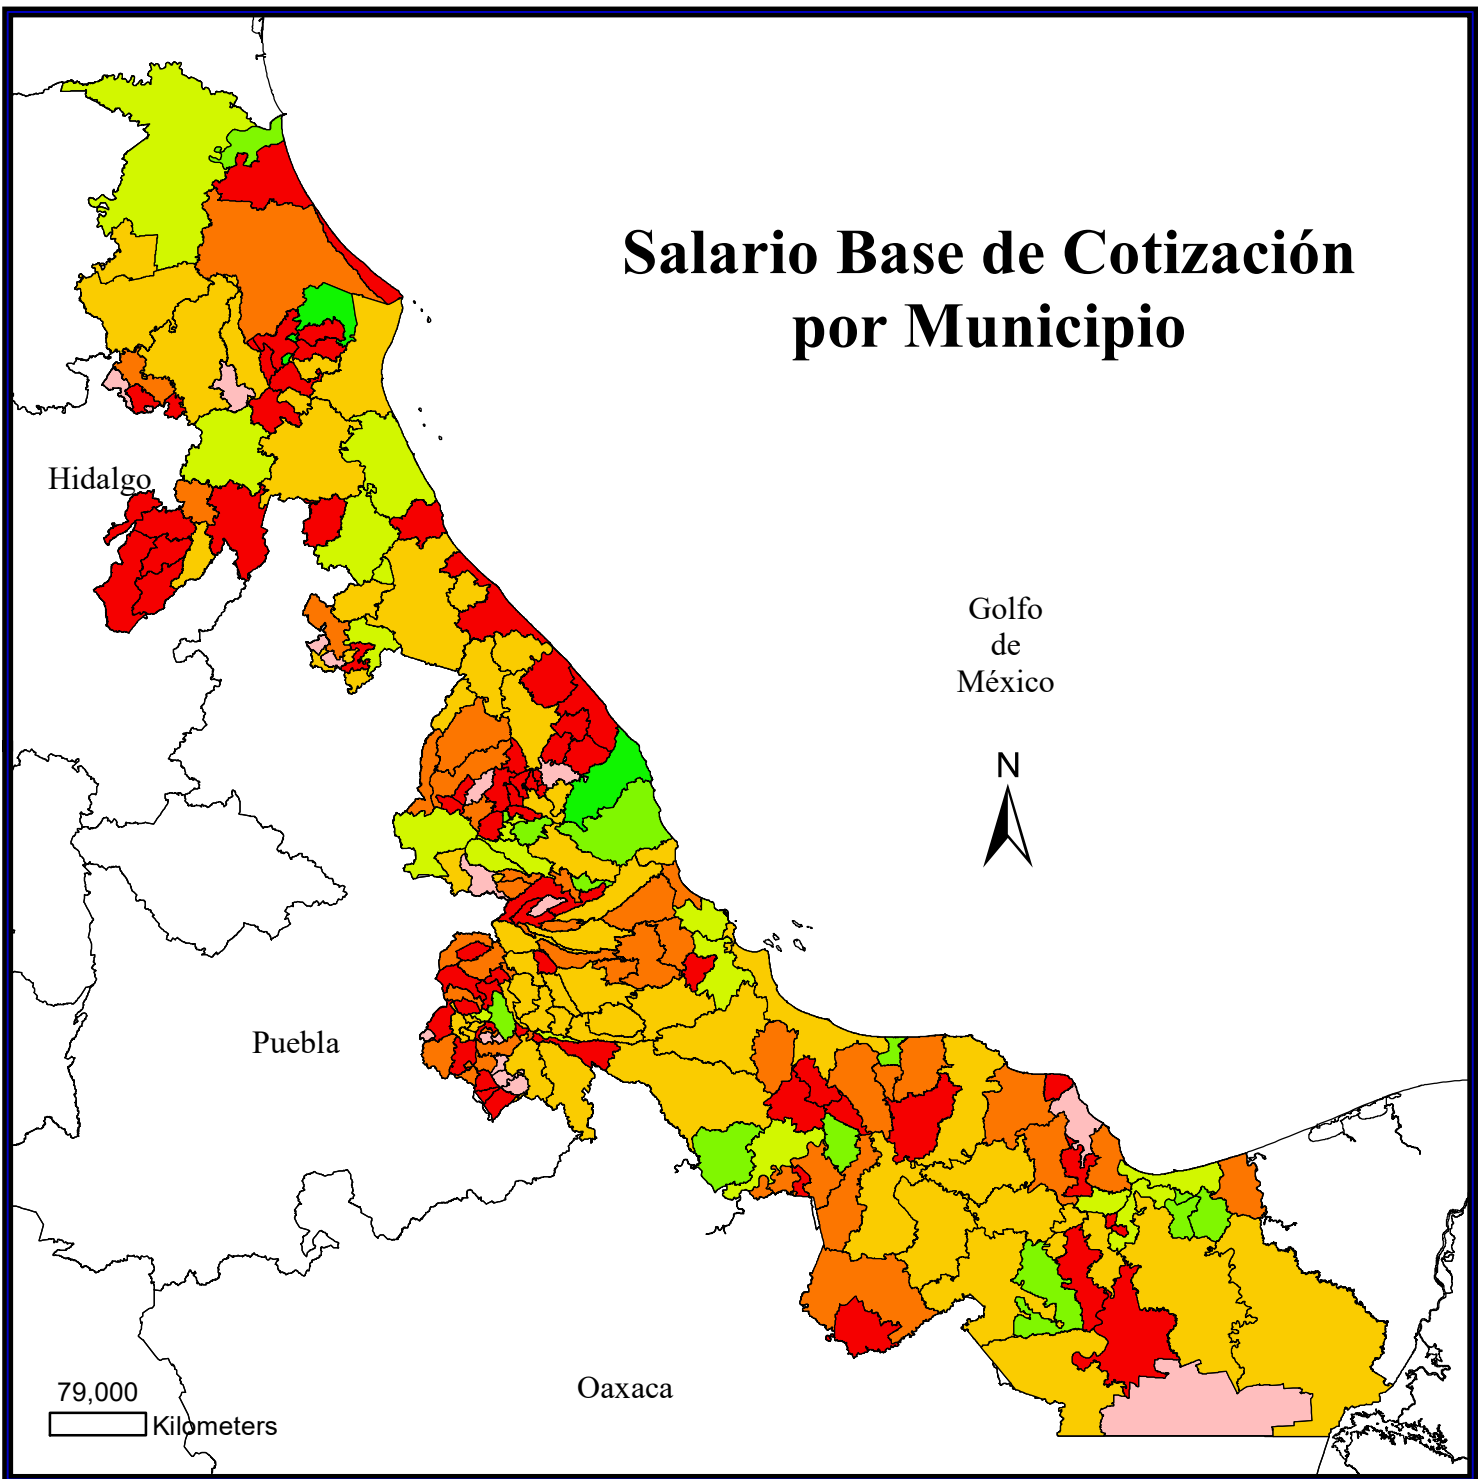 Salario Base de Cotización
por Municipio
Hidalgo
Golfo
de
México
N
Puebla
Oaxaca
79,000
Kilometers